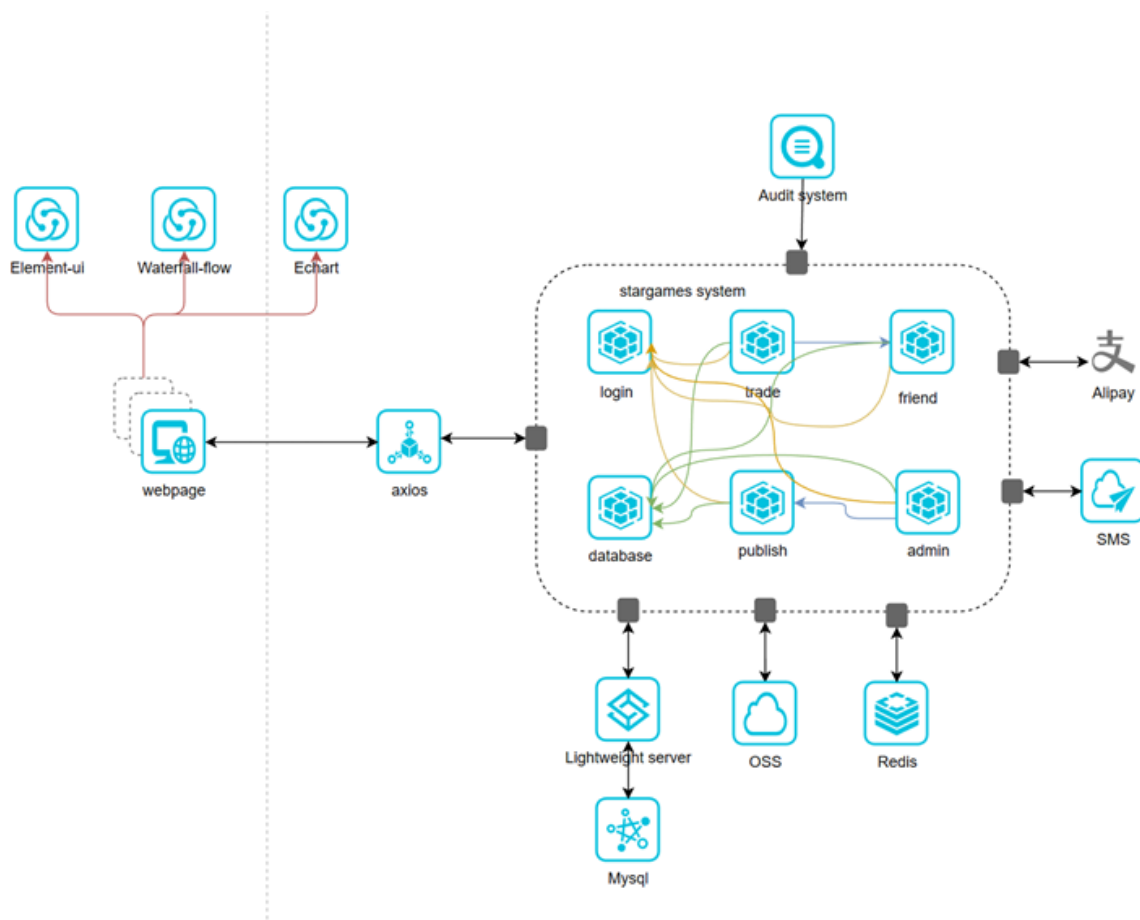 Audit system
Element-ui
Waterfall-flow
Echart
stargames system
login
trade
friend
支
Alipay
webpage
axios
database
publish
admin
SMS
Lightweight server
OSS
Redis
Mysql